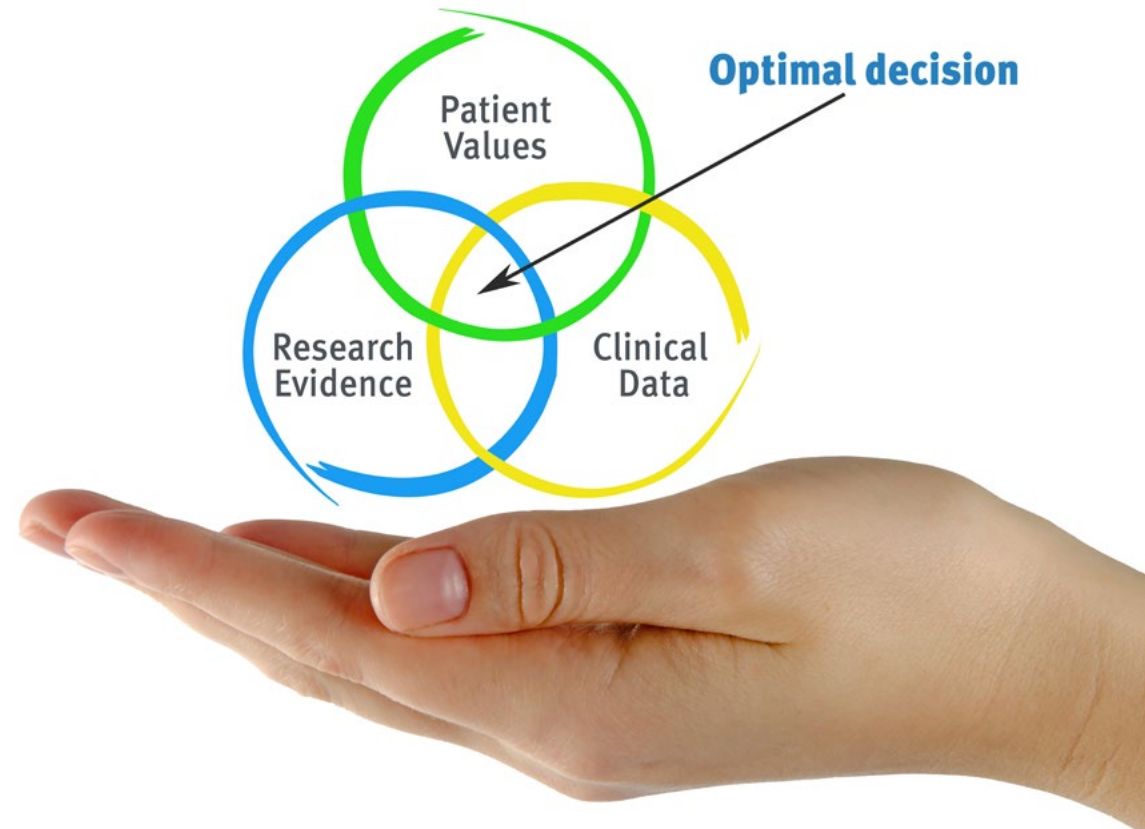 Optimal decision
Patient
Values
Research
Evidence
Clinical
Data